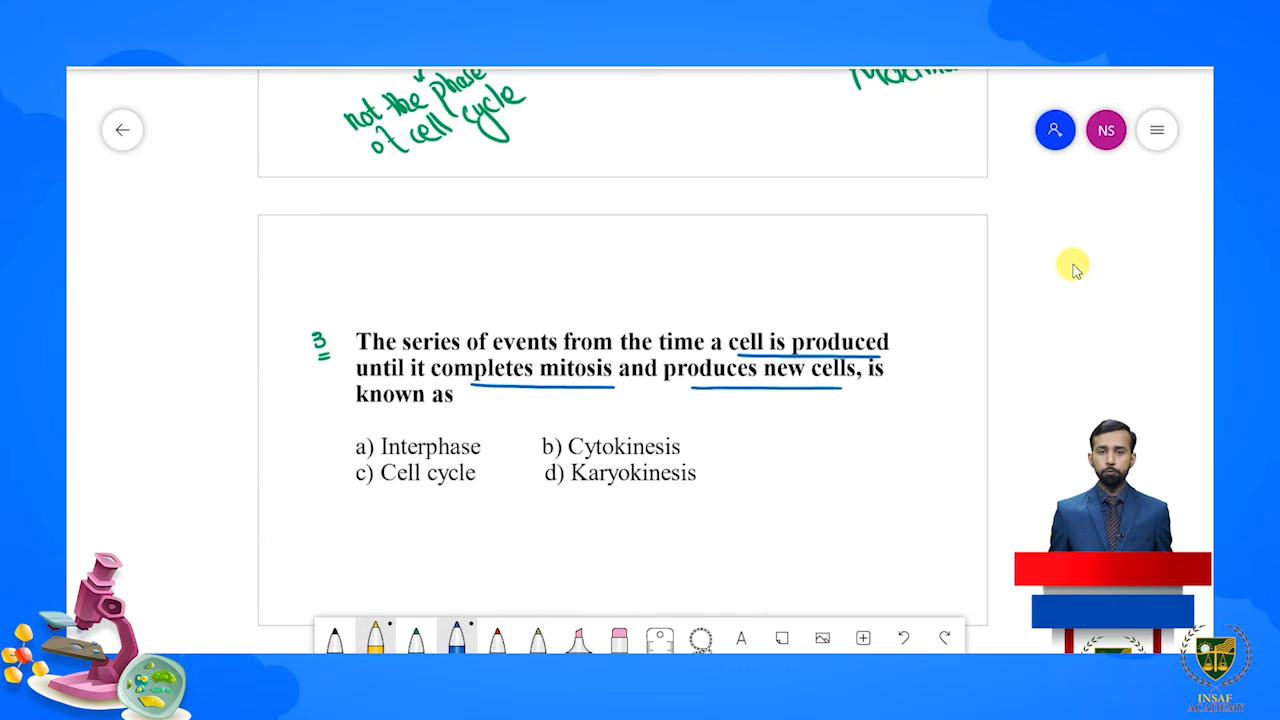 not the phase
of cell cycle
NS
3
The series of events from the time a cell is produced
until it completes mitosis and produces new cells, is
known as
a) Interphase b) Cytokinesis
c) Cell cycle d) Karyokinesis
A
INSAF
ACADEMY